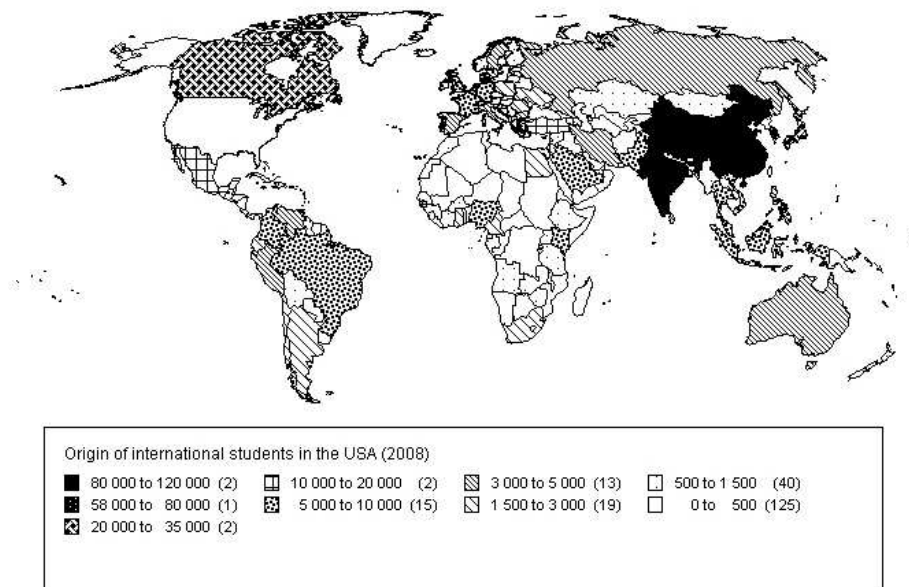 Origin of international students in the USA (2008)
80 000 to 120 000 (2) 10 000 to 20 000 (2) 3 000 to 5 000 (13) 500 to 1 500 (40)
58 000 to 80 000 (1) 5 000 to 10 000 (15) 1 500 to 3 000 (19) 0 to 500 (125)
20 000 to 35 000 (2)